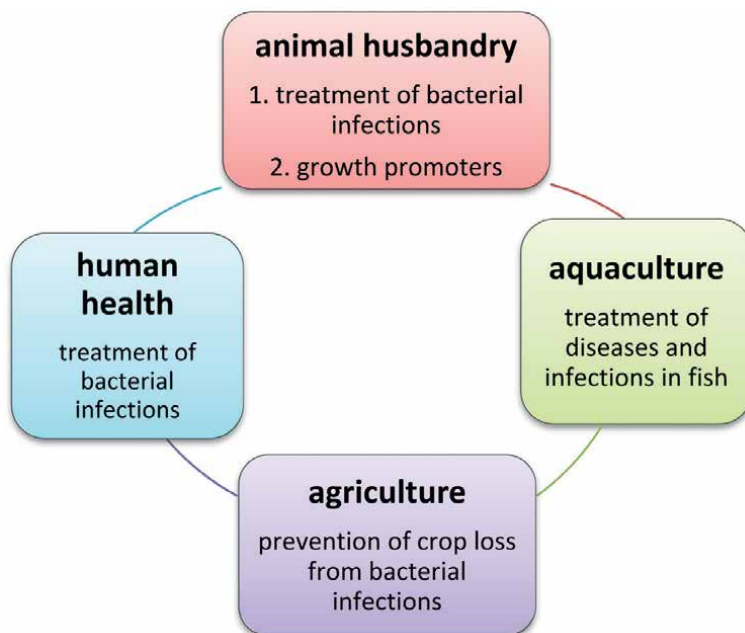 animal husbandry
1. treatment of bacterial
infections
2. growth promoters
human
health
treatment of
bacterial
infections
aquaculture
treatment of
diseases and
infections in fish
agriculture
prevention of crop loss
from bacterial
infections